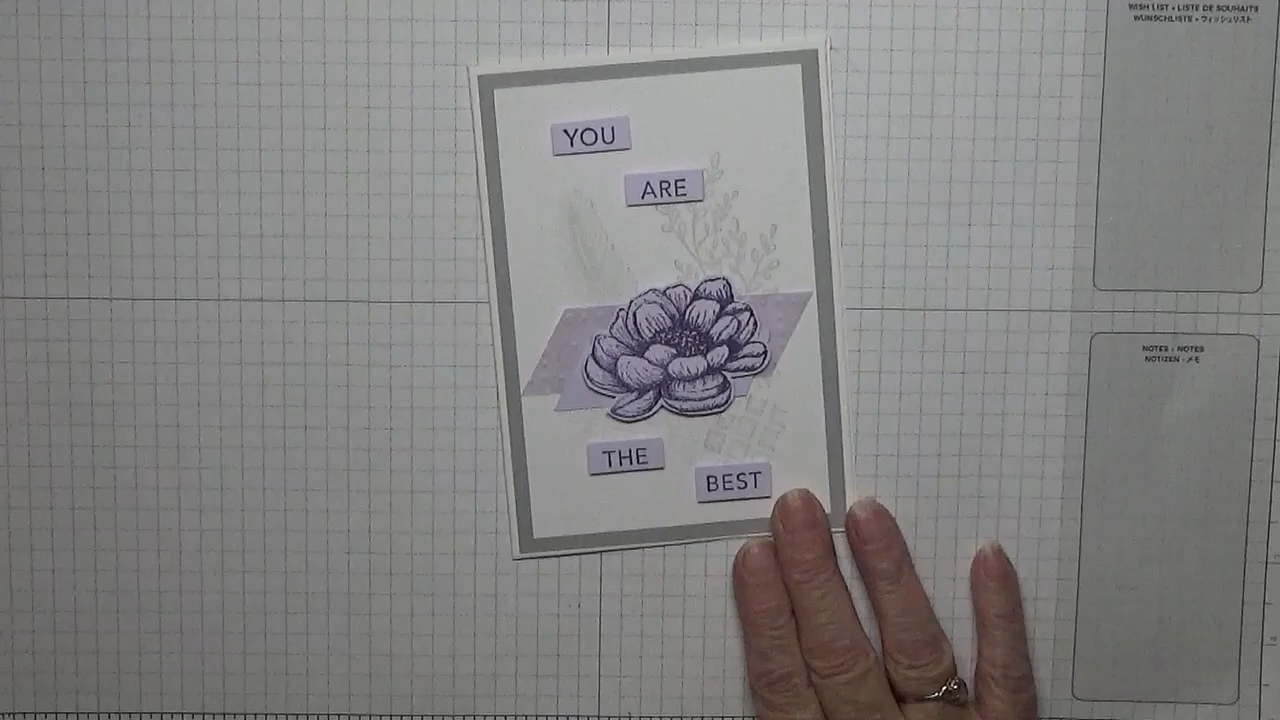 WISH LIST • LISTE DE SOUHAITS
WUNSCHLISTE • ウィッシュリスト
YOU
ARE
THE
BEST
NOTES • NOTES
NOTIZEN • メモ